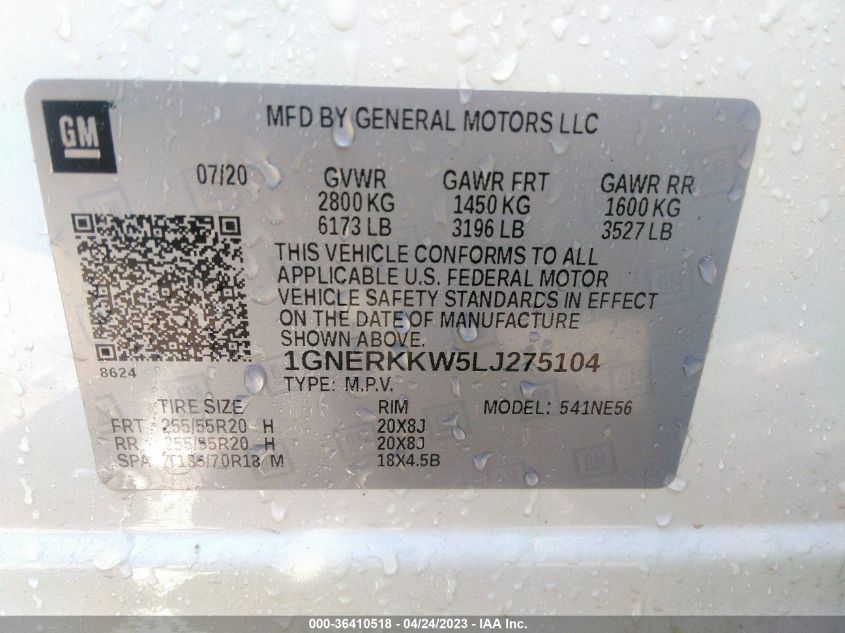 GM
MFD BY GENERAL MOTORS LLC
07/20 GVWR GAWR FRT GAWR RR
2800 KG 1450 KG 1600 KG
6173 LB 3196 LB 3527 LB
THIS VEHICLE CONFORMS TO ALL
APPLICABLE U.S. FEDERAL MOTOR
VEHICLE SAFETY STANDARDS IN EFFECT
ON THE DATE OF MANUFACTURE
SHOWN ABOVE.
8624
1GNERKKW5LJ275104
TYPE: M.P.V.
TIRE SIZE RIM MODEL: 541NE56
FRT 255/55R20 H 20X8J
RR 255/55R20 H 20X8J
SPA T135/70R18 M 18X4.5B
000-36410518 - 04/24/2023 - IAA Inc.